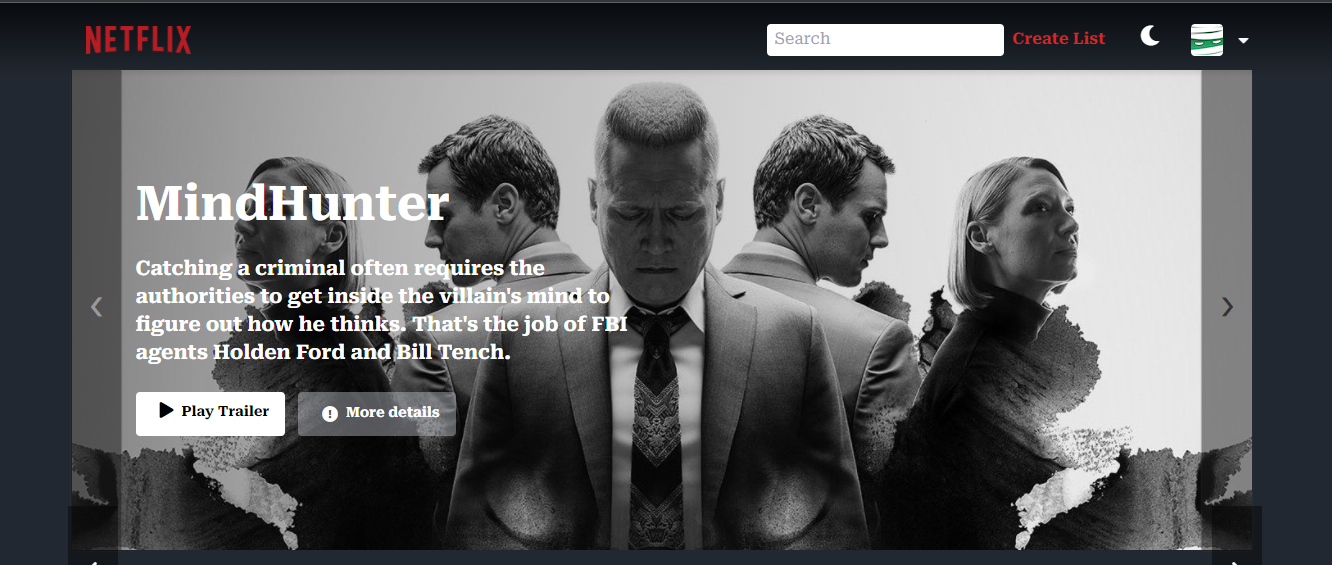 NETFLIX
Search
Create List
MindHunter
Catching a criminal often requires the
authorities to get inside the villain's mind to
figure out how he thinks. That's the job of FBI
agents Holden Ford and Bill Tench.
Play Trailer
More details